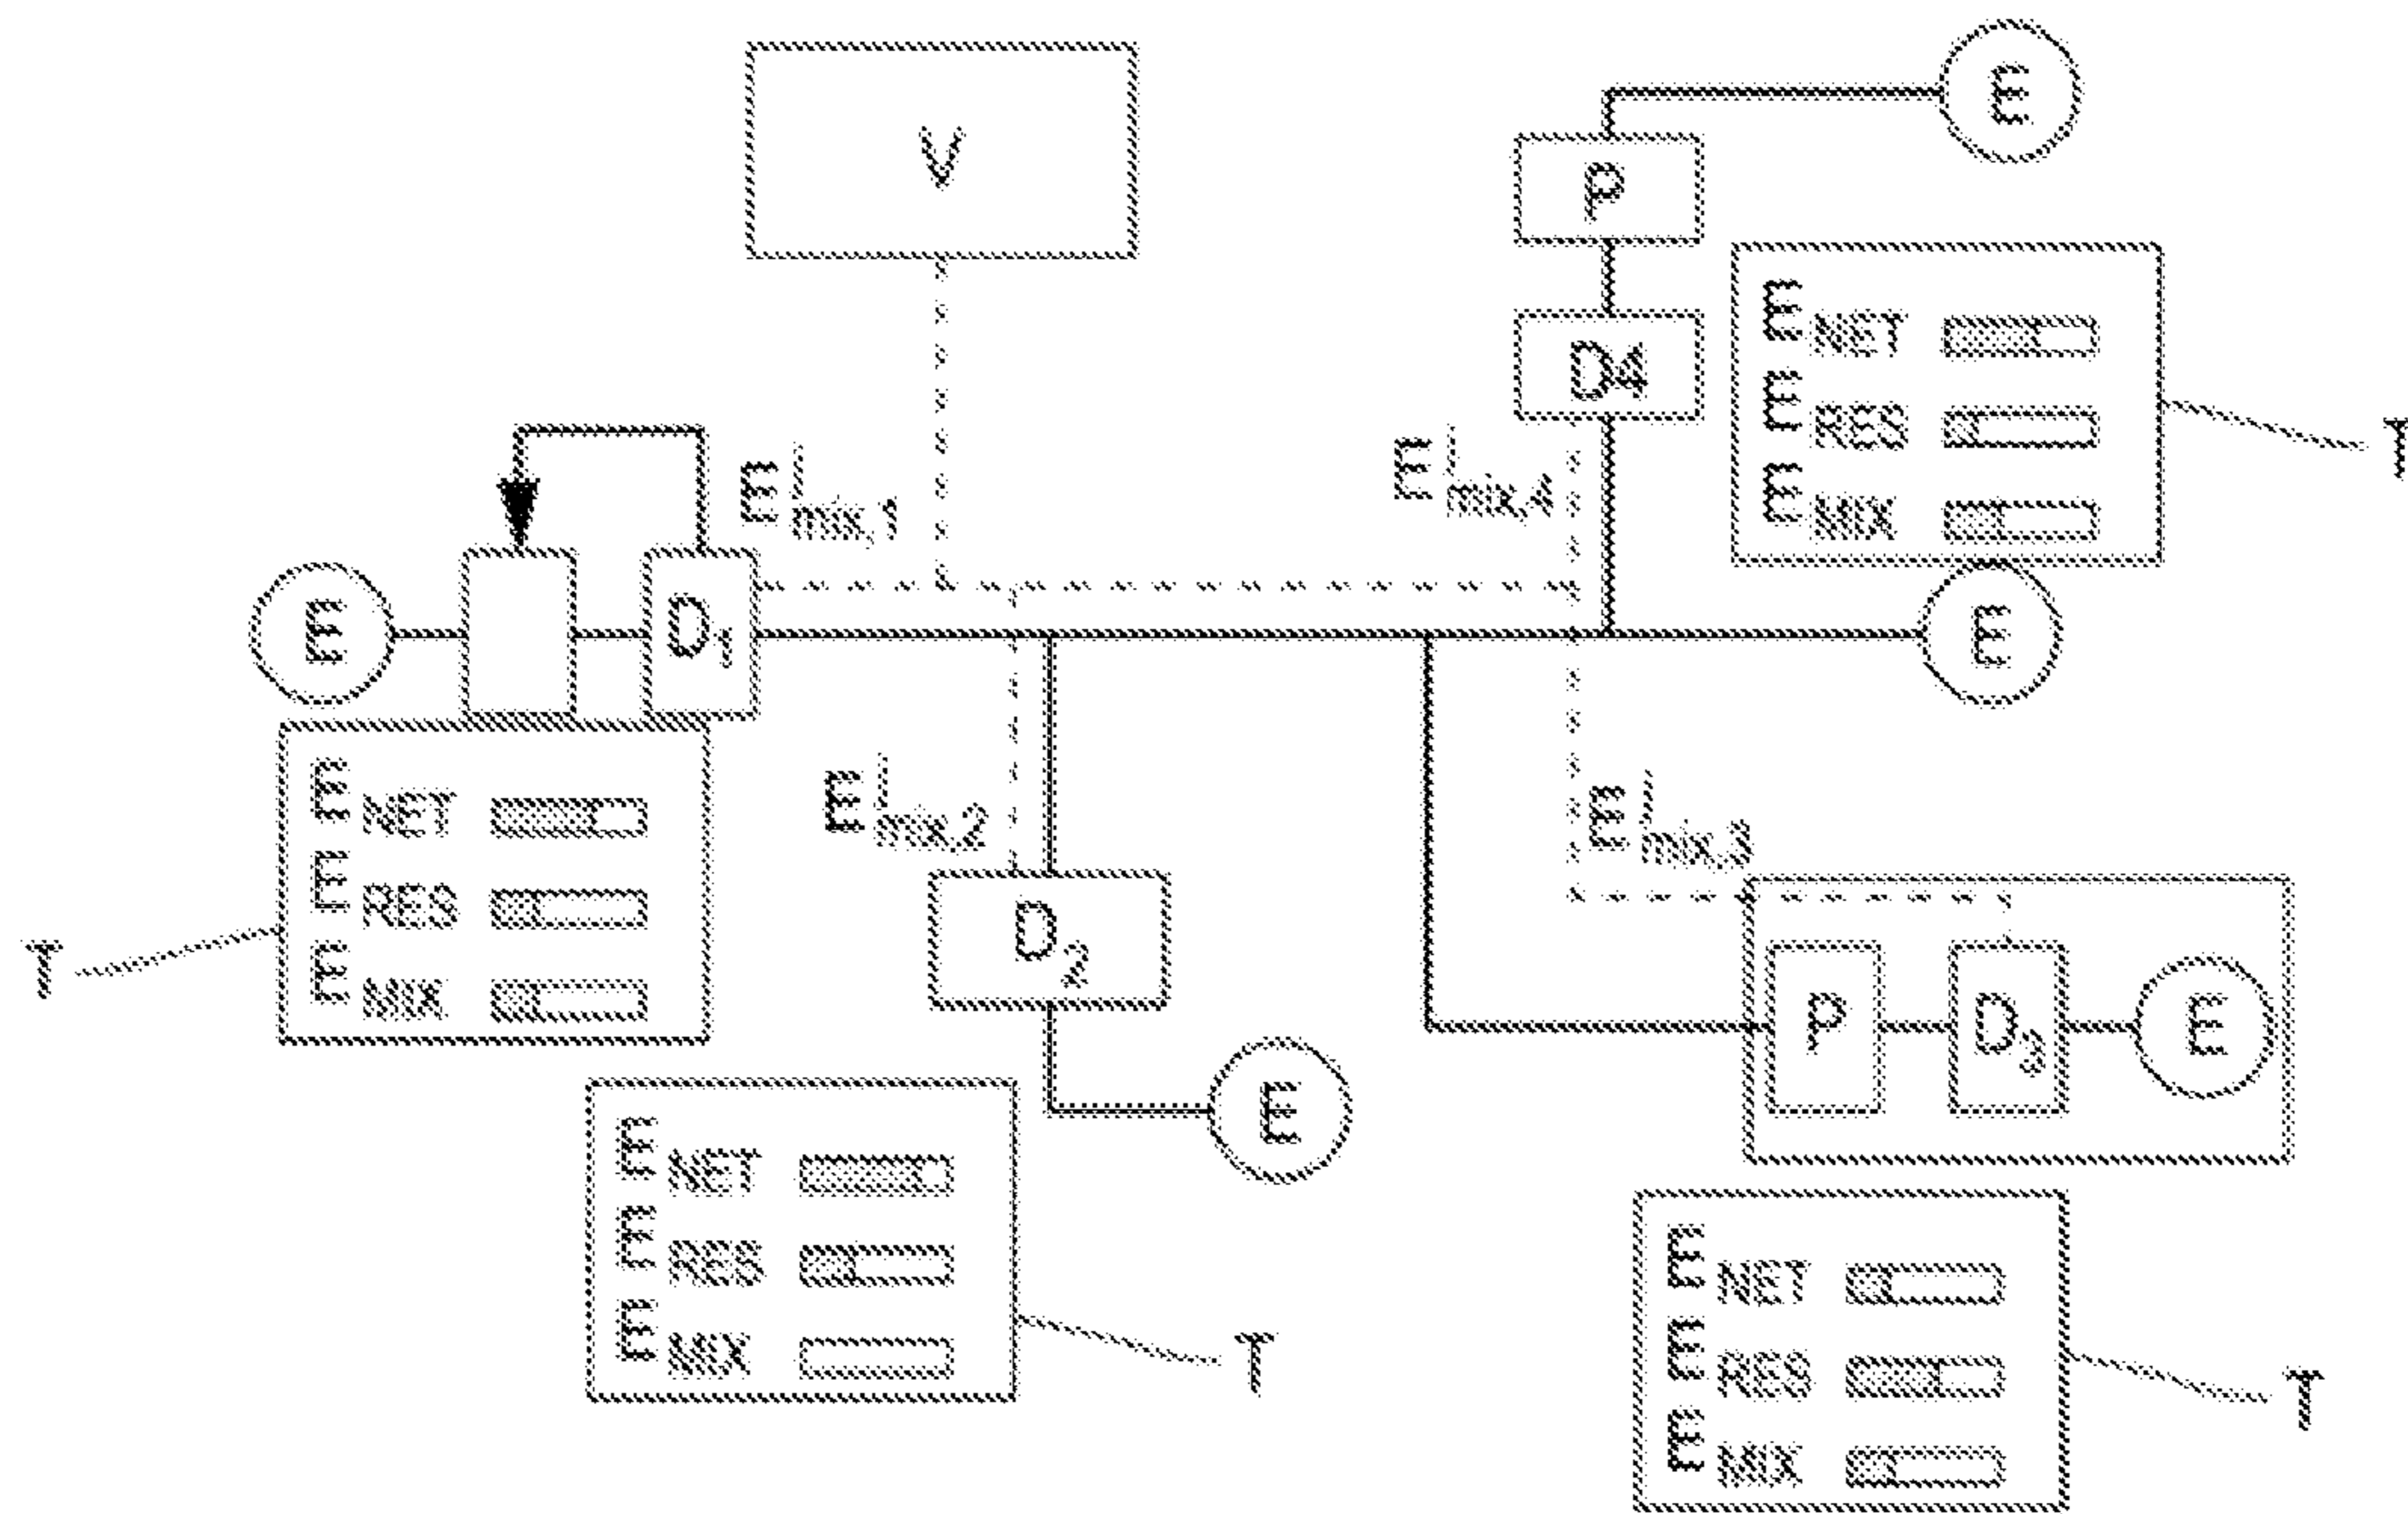 V
E
P
D4
E NET
E RES
E MIX
T
E i mix,1
E i mix,4
E
D1
E
E NET
E RES
E MIX
T
E i mix,2
E i mix,3
D2
E
P
D3
E
E NET
E RES
E MIX
T
E NET
E RES
E MIX
T